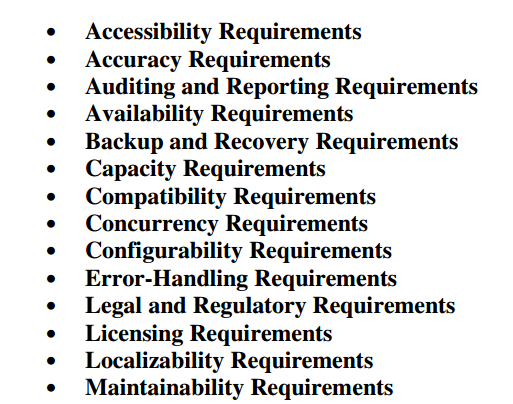 • Accessibility Requirements
• Accuracy Requirements
• Auditing and Reporting Requirements
• Availability Requirements
• Backup and Recovery Requirements
• Capacity Requirements
• Compatibility Requirements
• Concurrency Requirements
• Configurability Requirements
• Error-Handling Requirements
• Legal and Regulatory Requirements
• Licensing Requirements
• Localizability Requirements
• Maintainability Requirements